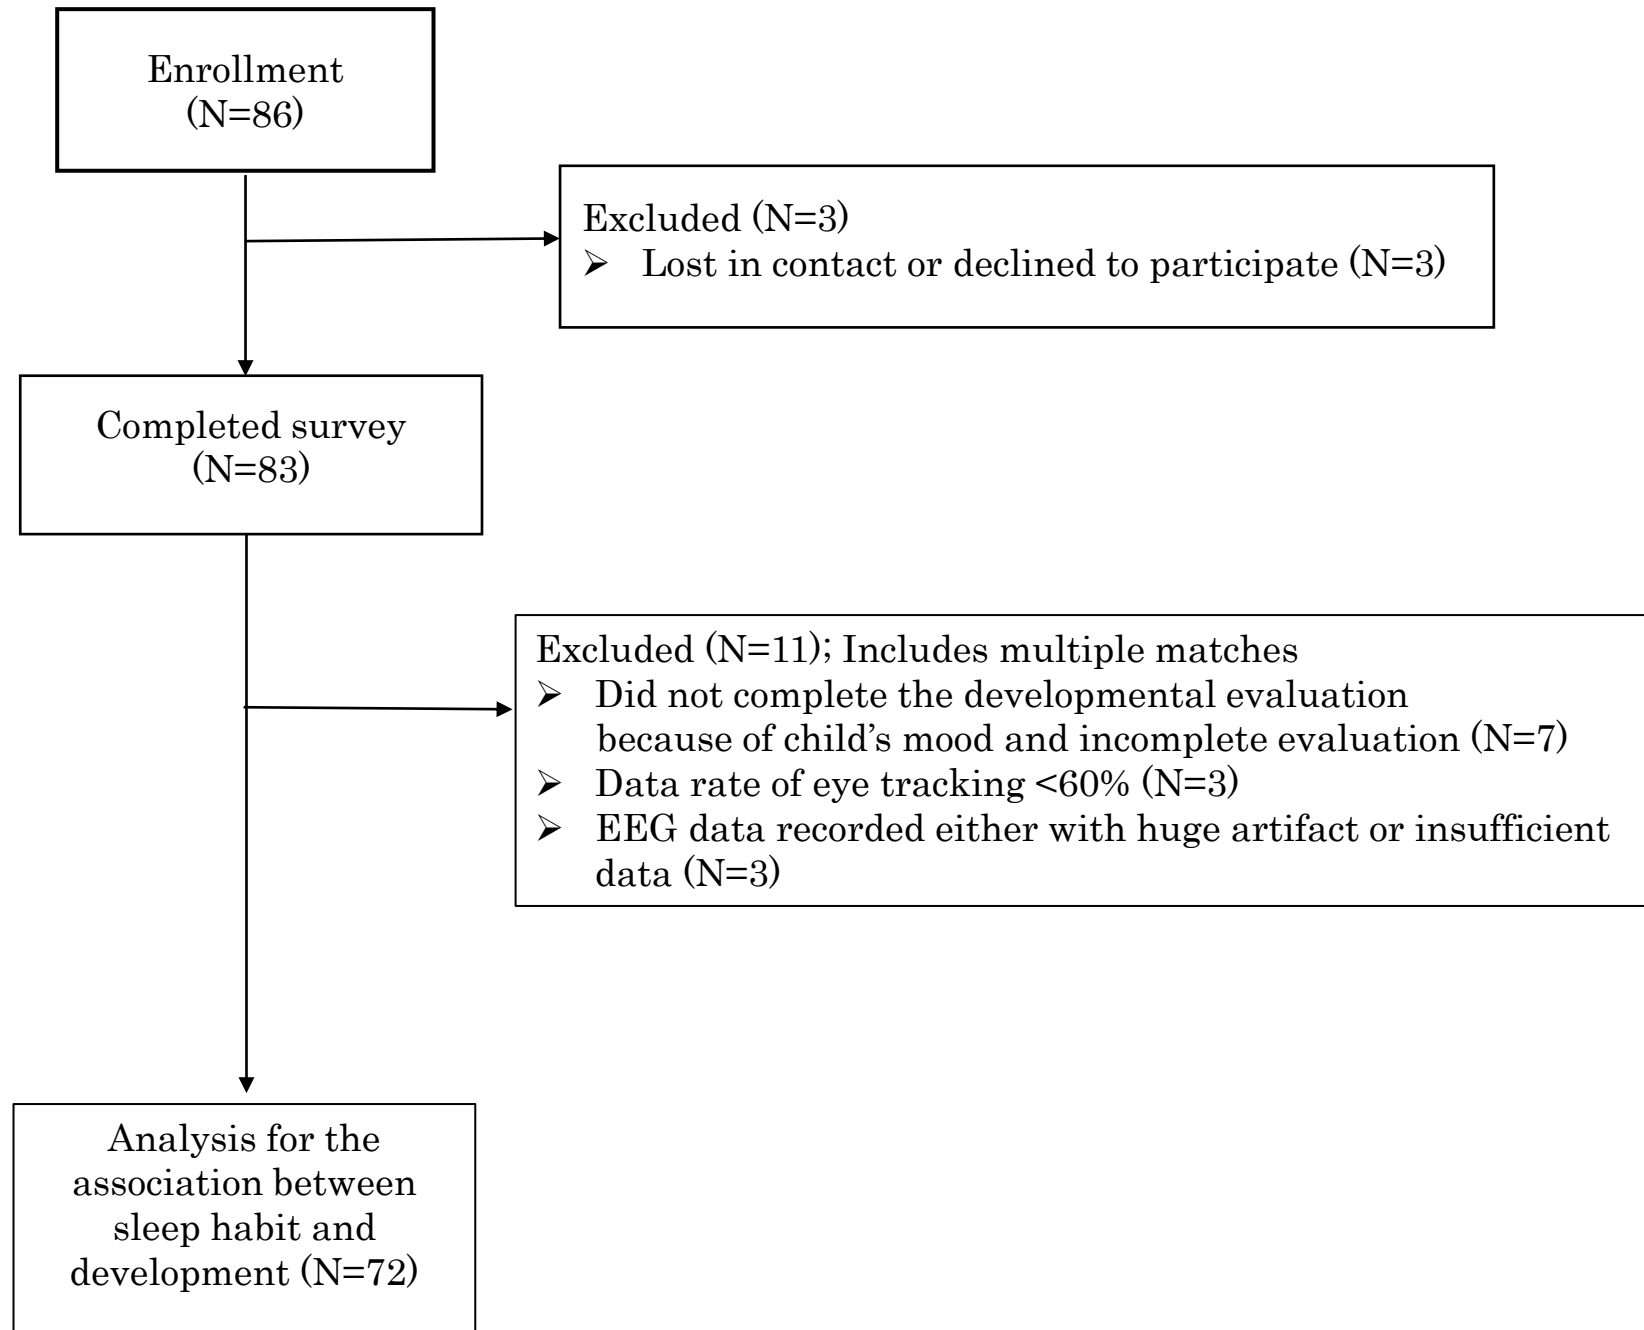 Enrollment
(N=86)
Excluded (N=3)
➢ Lost in contact or declined to participate (N=3)
Completed survey
(N=83)
Excluded (N=11); Includes multiple matches
➢ Did not complete the developmental evaluation
because of child’s mood and incomplete evaluation (N=7)
➢ Data rate of eye tracking <60% (N=3)
➢ EEG data recorded either with huge artifact or insufficient
data (N=3)
Analysis for the
association between
sleep habit and
development (N=72)